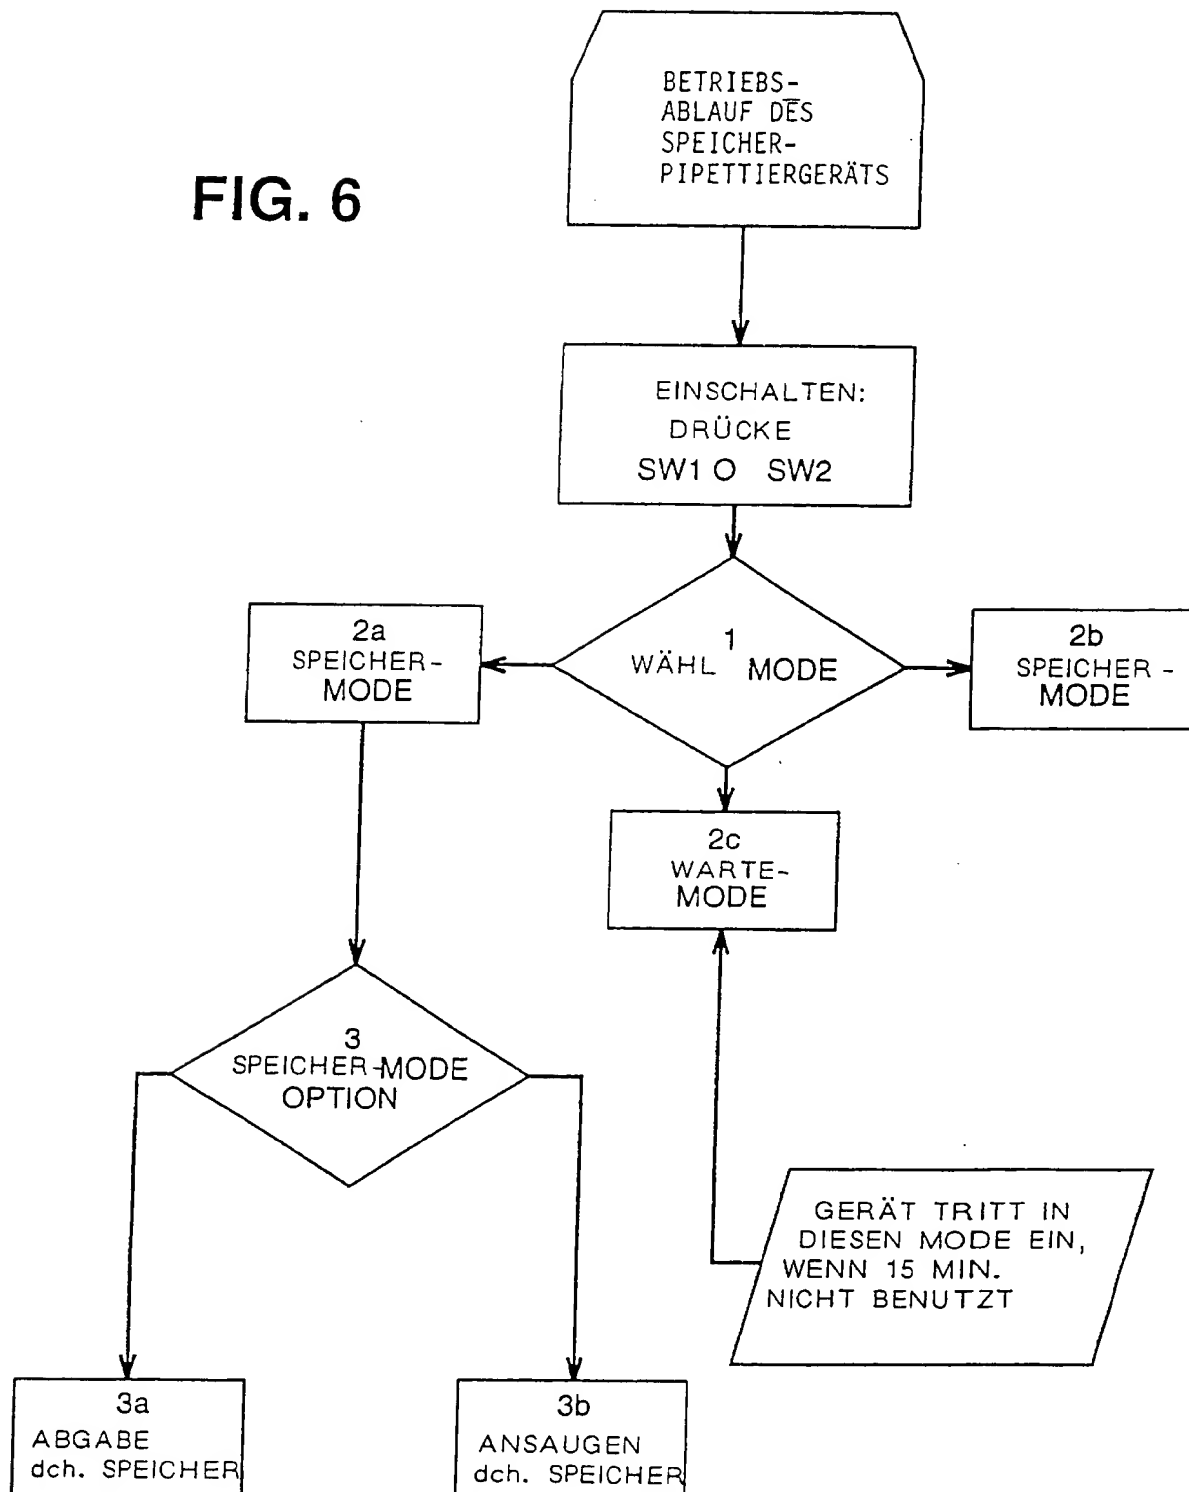 BETRIEBS-
ABLAUF DES
SPEICHER-
PIPETTIERGERÄTS
FIG. 6
EINSCHALTEN:
DRÜCKE
SW1 O SW2
1
WÄHL MODE
2a
SPEICHER-
MODE
2b
SPEICHER-
MODE
2c
WARTE-
MODE
3
SPEICHER-MODE
OPTION
GERÄT TRITT IN
DIESEN MODE EIN,
WENN 15 MIN.
NICHT BENUTZT
3a
ABGABE
dch. SPEICHER
3b
ANSAUGEN
dch. SPEICHER